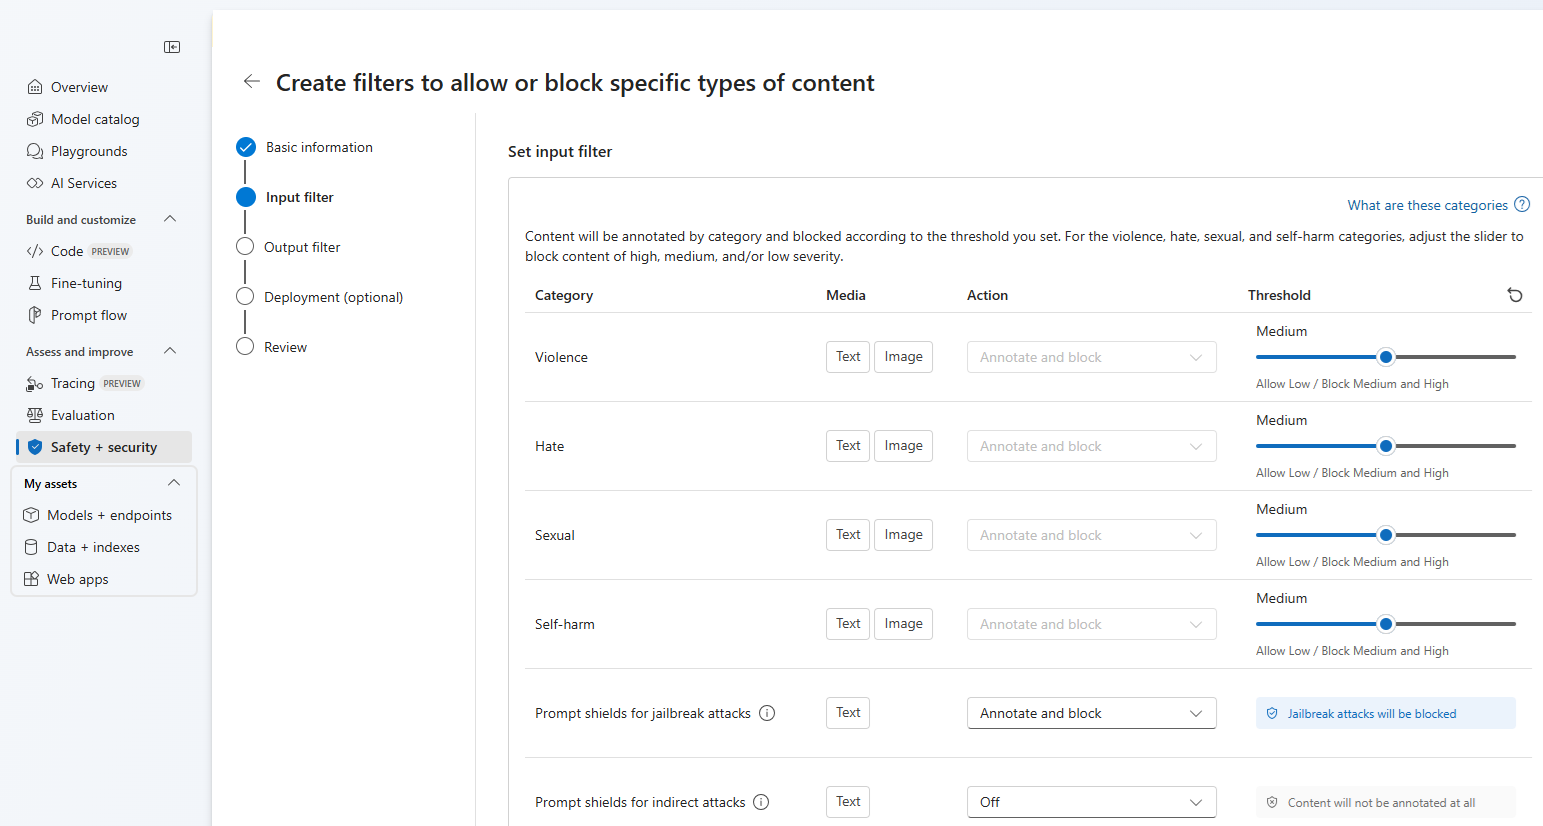 Overview
Model catalog
Playgrounds
AI Services
Build and customize
Code PREVIEW
Fine-tuning
Prompt flow
Assess and improve
Tracing PREVIEW
Evaluation
Safety + security
My assets
Models + endpoints
Data + indexes
Web apps
Create filters to allow or block specific types of content
Basic information
Input filter
Output filter
Deployment (optional)
Review
Set input filter
What are these categories
Content will be annotated by category and blocked according to the threshold you set. For the violence, hate, sexual, and self-harm categories, adjust the slider to
block content of high, medium, and/or low severity.
Category Media Action Threshold
Medium
Violence Text Image Annotate and block
Allow Low / Block Medium and High
Medium
Hate Text Image Annotate and block
Allow Low / Block Medium and High
Medium
Sexual Text Image Annotate and block
Allow Low / Block Medium and High
Medium
Self-harm Text Image Annotate and block
Allow Low / Block Medium and High
Prompt shields for jailbreak attacks Text Annotate and block Jailbreak attacks will be blocked
Prompt shields for indirect attacks Text Off Content will not be annotated at all